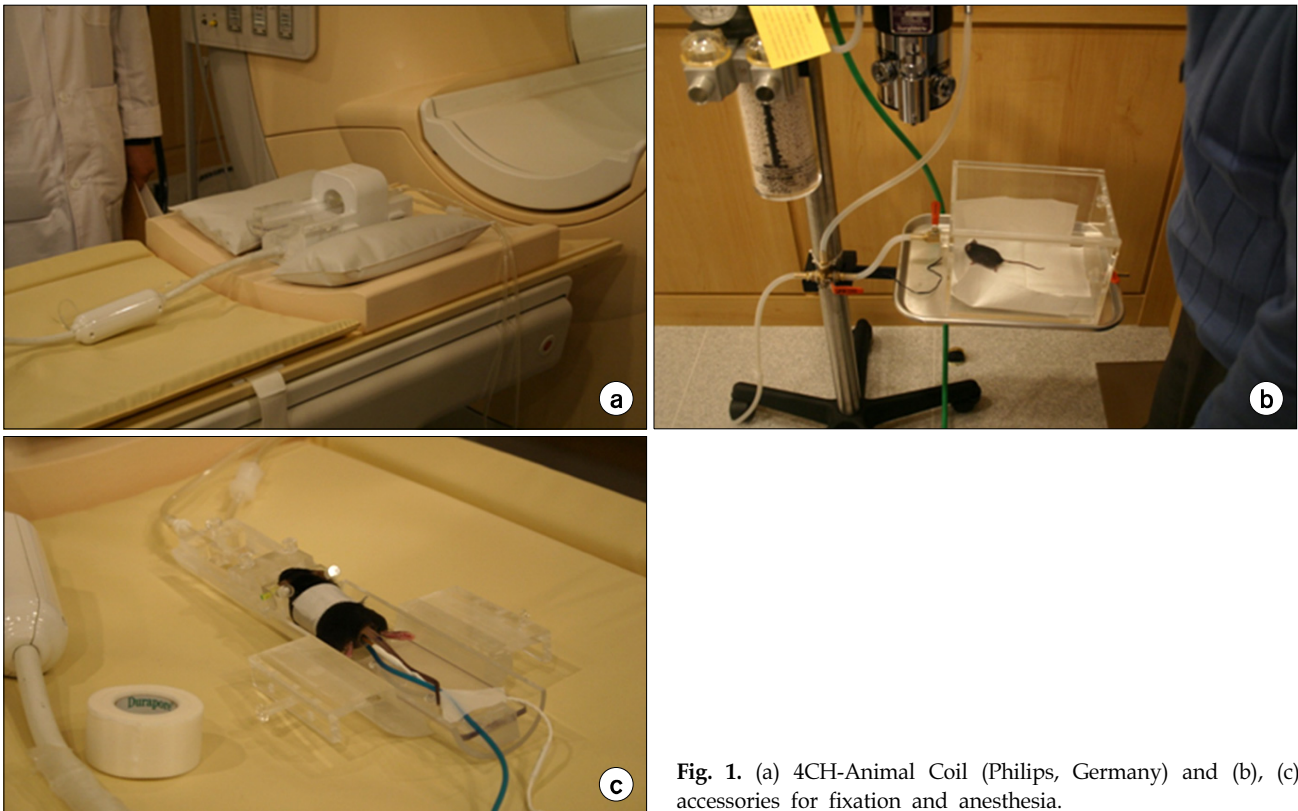 a
b
Durapore
c
Fig. 1. (a) 4CH-Animal Coil (Philips, Germany) and (b), (c)
accessories for fixation and anesthesia.